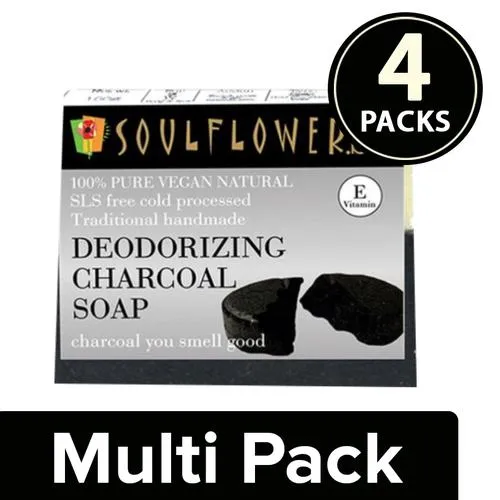 4
PACKS
SOULFLOWER
100% PURE VEGAN NATURAL
SLS free cold processed
Traditional handmade
E
Vitamin
DEODORIZING
CHARCOAL
SOAP
charcoal you smell good
Multi Pack